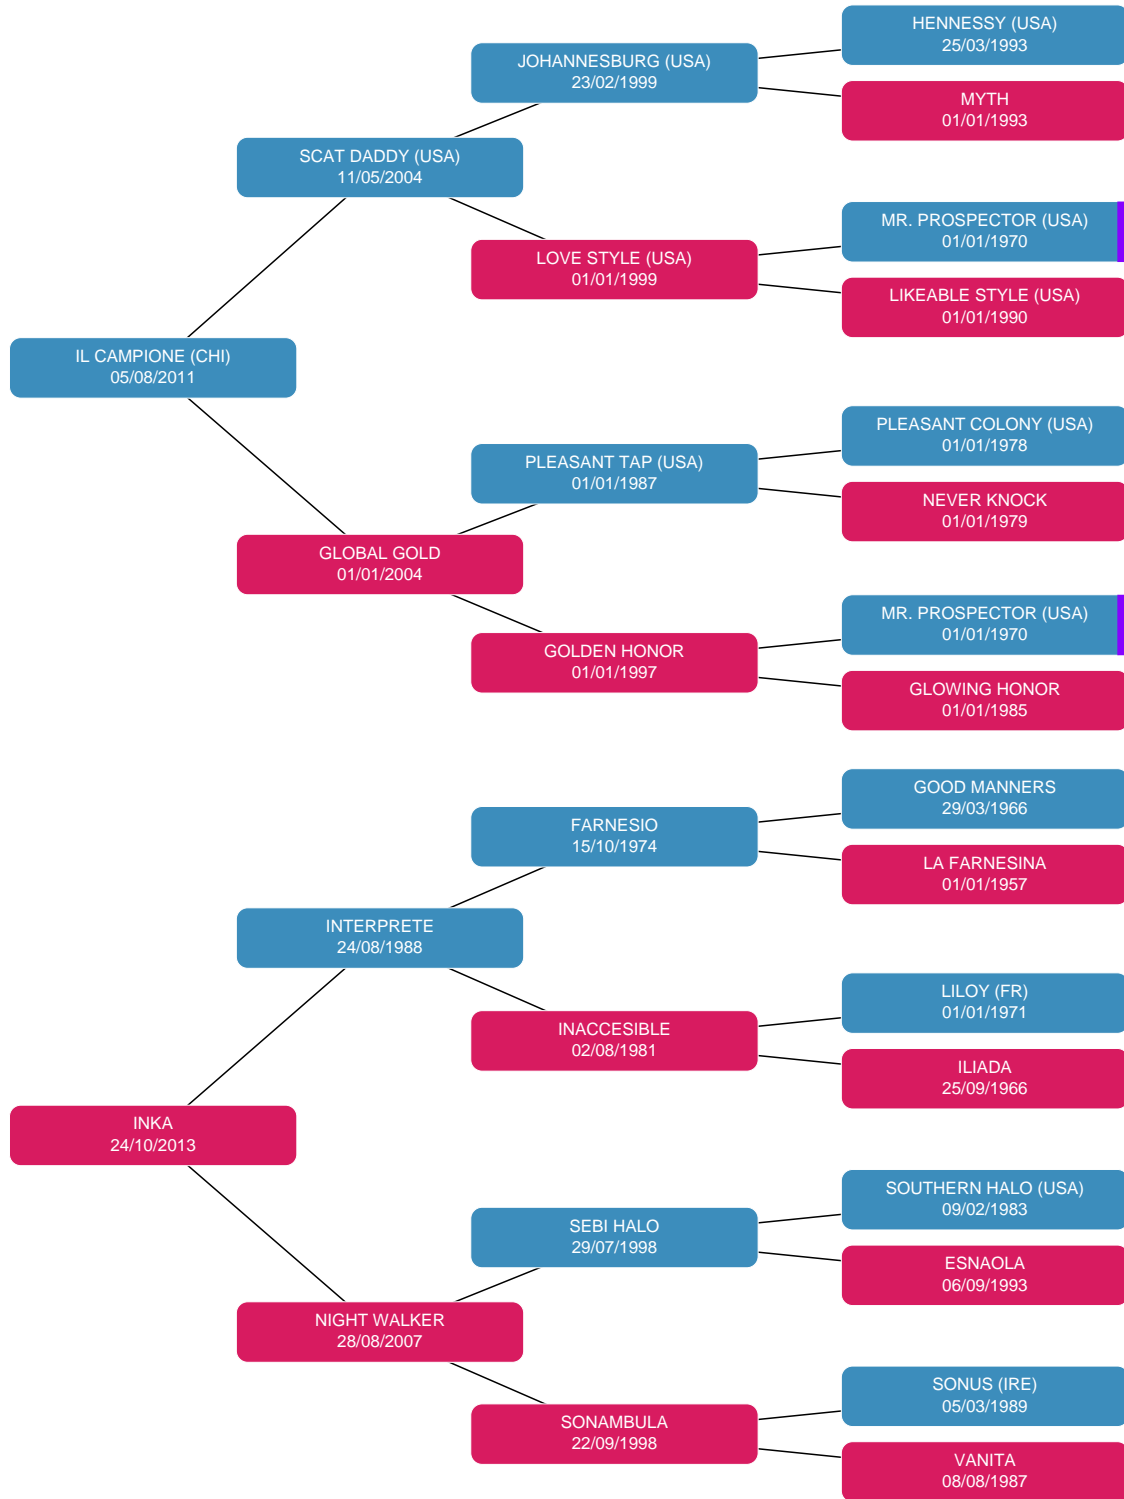 HENNESSY (USA)
25/03/1993
JOHANNESBURG (USA)
23/02/1999
MYTH
01/01/1993
SCAT DADDY (USA)
11/05/2004
MR. PROSPECTOR (USA)
01/01/1970
LOVE STYLE (USA)
01/01/1999
LIKEABLE STYLE (USA)
01/01/1990
IL CAMPIONE (CHI)
05/08/2011
PLEASANT COLONY (USA)
01/01/1978
PLEASANT TAP (USA)
01/01/1987
NEVER KNOCK
01/01/1979
GLOBAL GOLD
01/01/2004
MR. PROSPECTOR (USA)
01/01/1970
GOLDEN HONOR
01/01/1997
GLOWING HONOR
01/01/1985
GOOD MANNERS
29/03/1966
FARNESIO
15/10/1974
LA FARNESINA
01/01/1957
INTERPRETE
24/08/1988
LILOY (FR)
01/01/1971
INACCESIBLE
02/08/1981
ILIADA
25/09/1966
INKA
24/10/2013
SOUTHERN HALO (USA)
09/02/1983
SEBI HALO
29/07/1998
ESNAOLA
06/09/1993
NIGHT WALKER
28/08/2007
SONUS (IRE)
05/03/1989
SONAMBULA
22/09/1998
VANITA
08/08/1987